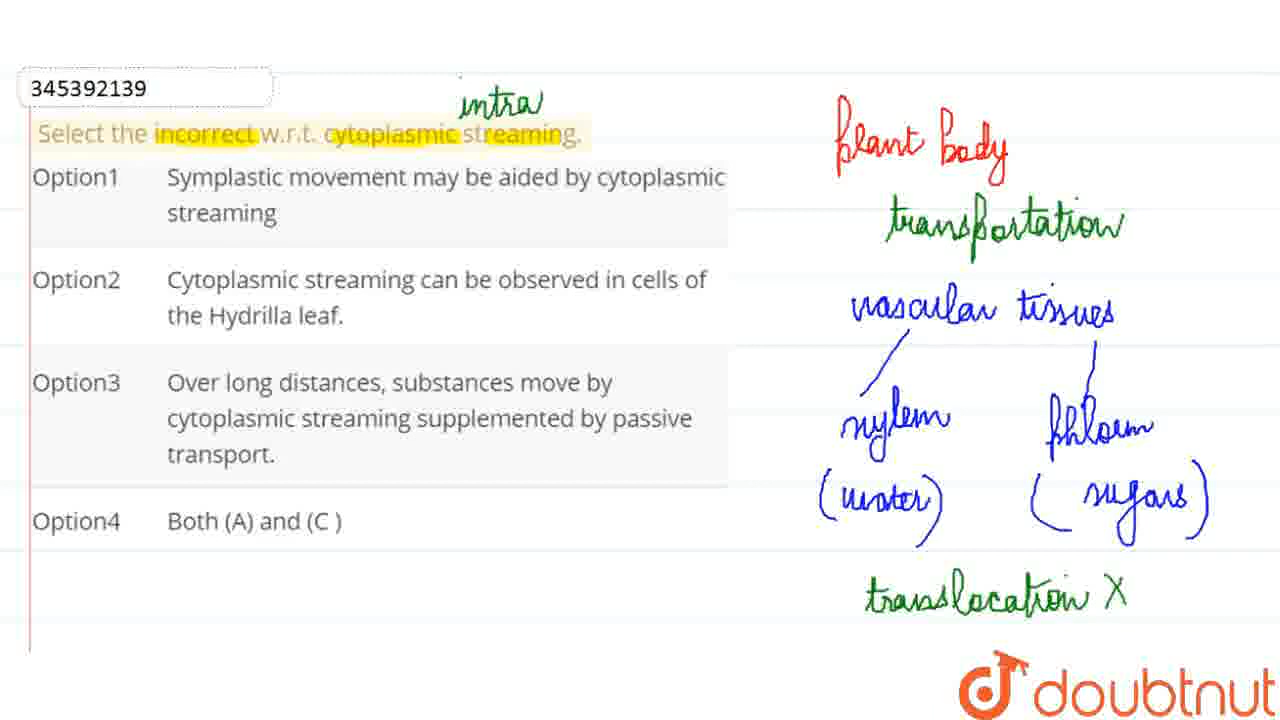 345392139
intra
Select the incorrect w.r.t. cytoplasmic streaming.
Option1 Symplastic movement may be aided by cytoplasmic
streaming
Option2 Cytoplasmic streaming can be observed in cells of
the Hydrilla leaf.
Option3 Over long distances, substances move by
cytoplasmic streaming supplemented by passive
transport.
Option4 Both (A) and (C )
plant body
transportation
vascular tissues
xylem phloem
(water) (sugars)
translocation X
doubtnut